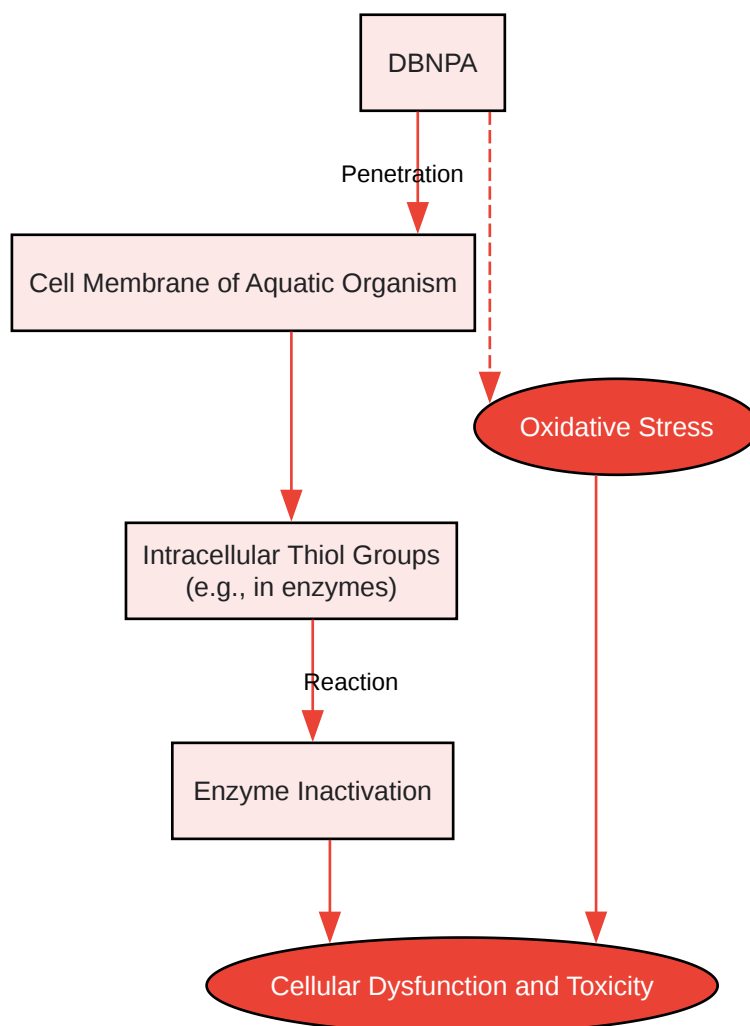 DBNPA
Penetration
Cell Membrane of Aquatic Organism
Oxidative Stress
Intracellular Thiol Groups
(e.g., in enzymes)
Reaction
Enzyme Inactivation
Cellular Dysfunction and Toxicity